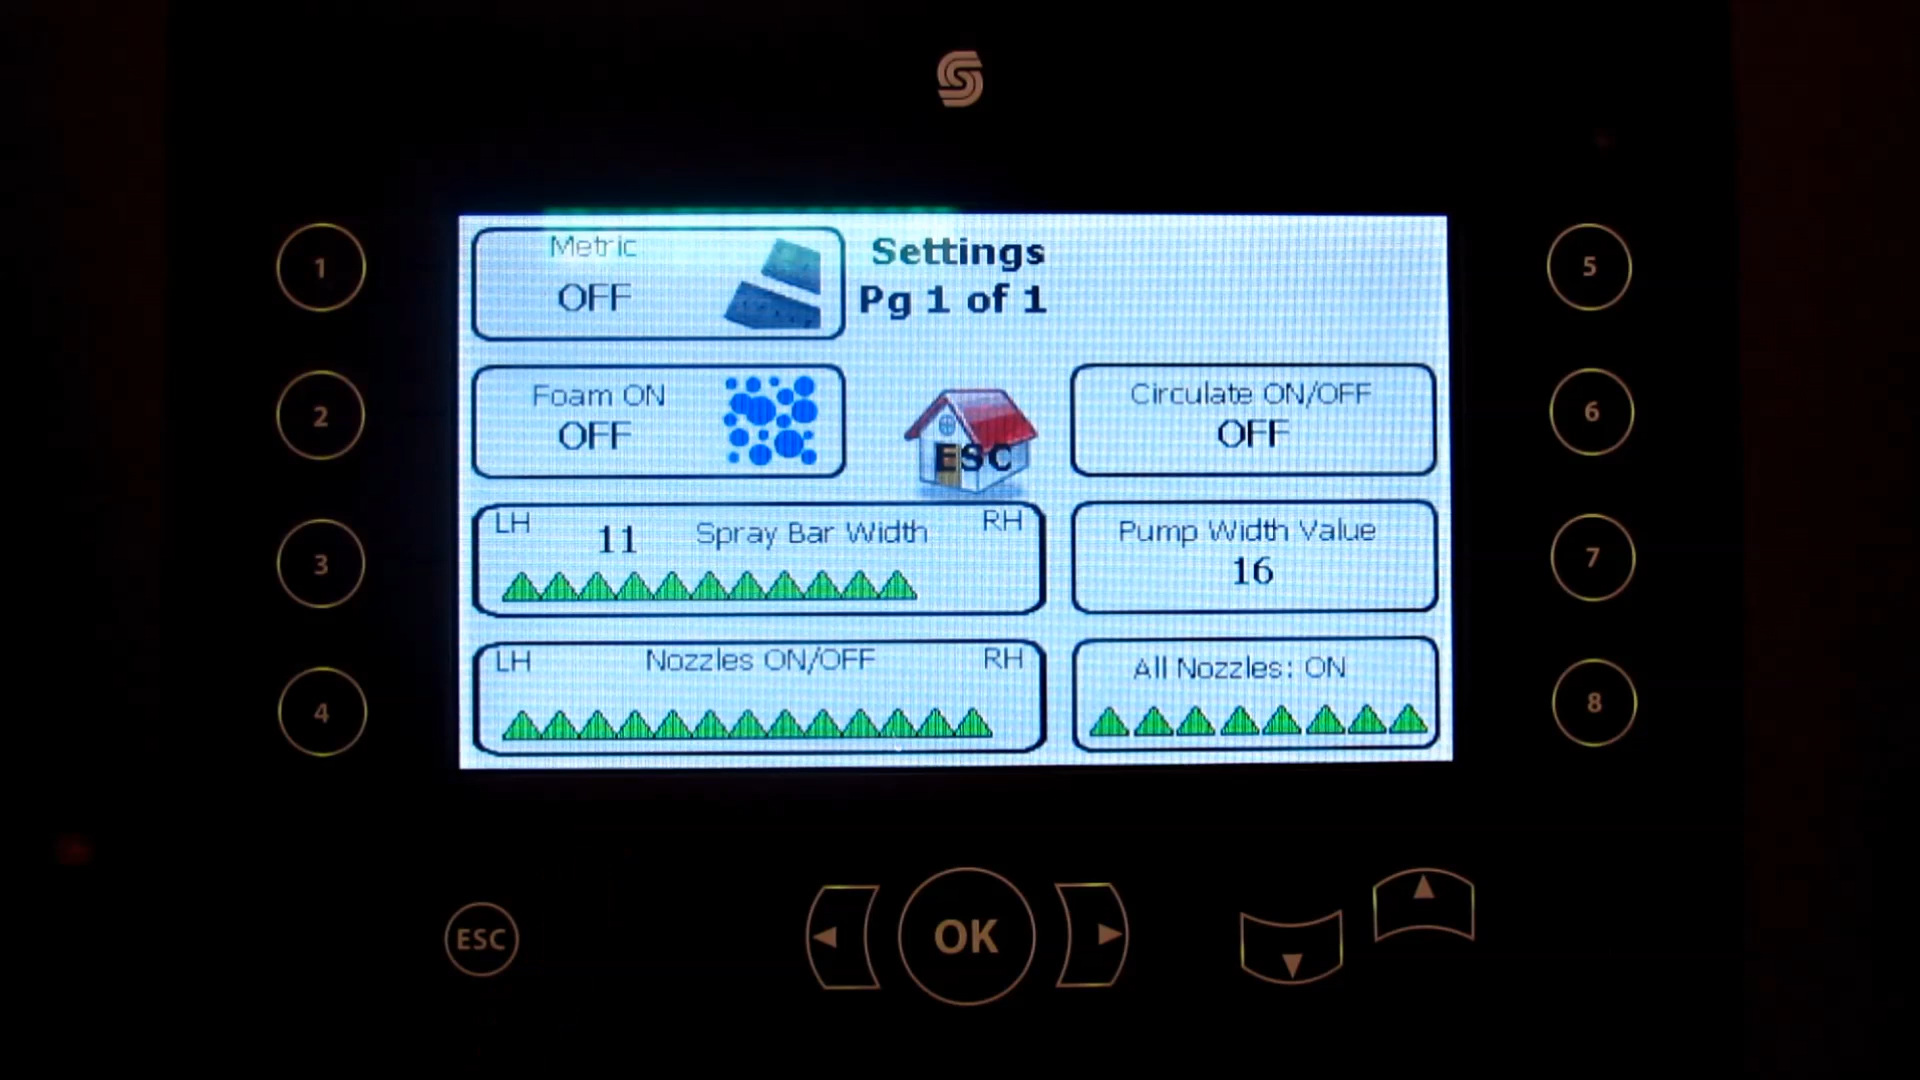 1
Metric
OFF
Settings
Pg 1 of 1
5
2
Foam ON
OFF
ESC
Circulate ON/OFF
OFF
6
3
LH 11 Spray Bar Width RH
Pump Width Value
16
7
4
LH Nozzles ON/OFF RH
All Nozzles: ON
8
ESC
OK